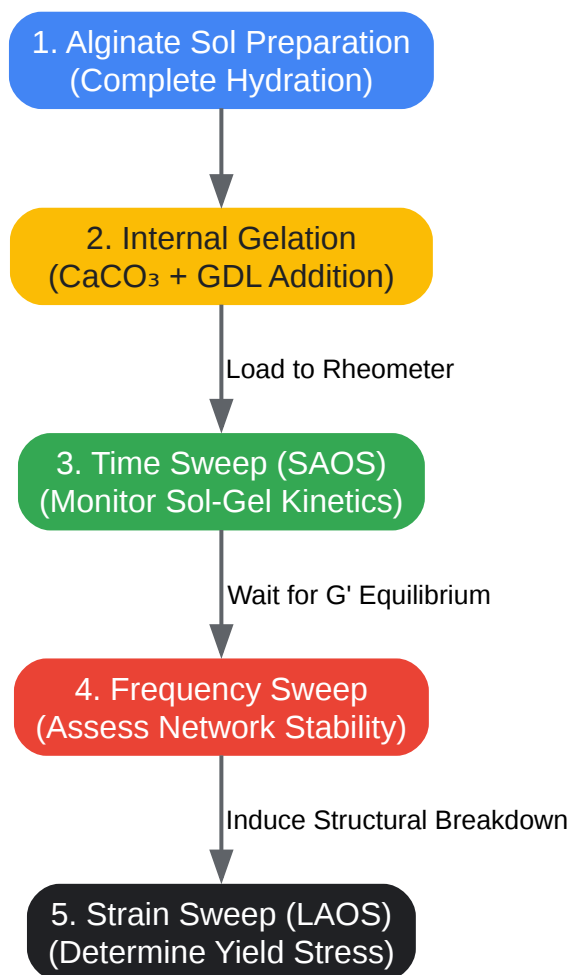 1. Alginate Sol Preparation
(Complete Hydration)
2. Internal Gelation
(CaCO₃ + GDL Addition)
Load to Rheometer
3. Time Sweep (SAOS)
(Monitor Sol-Gel Kinetics)
Wait for G' Equilibrium
4. Frequency Sweep
(Assess Network Stability)
Induce Structural Breakdown
5. Strain Sweep (LAOS)
(Determine Yield Stress)